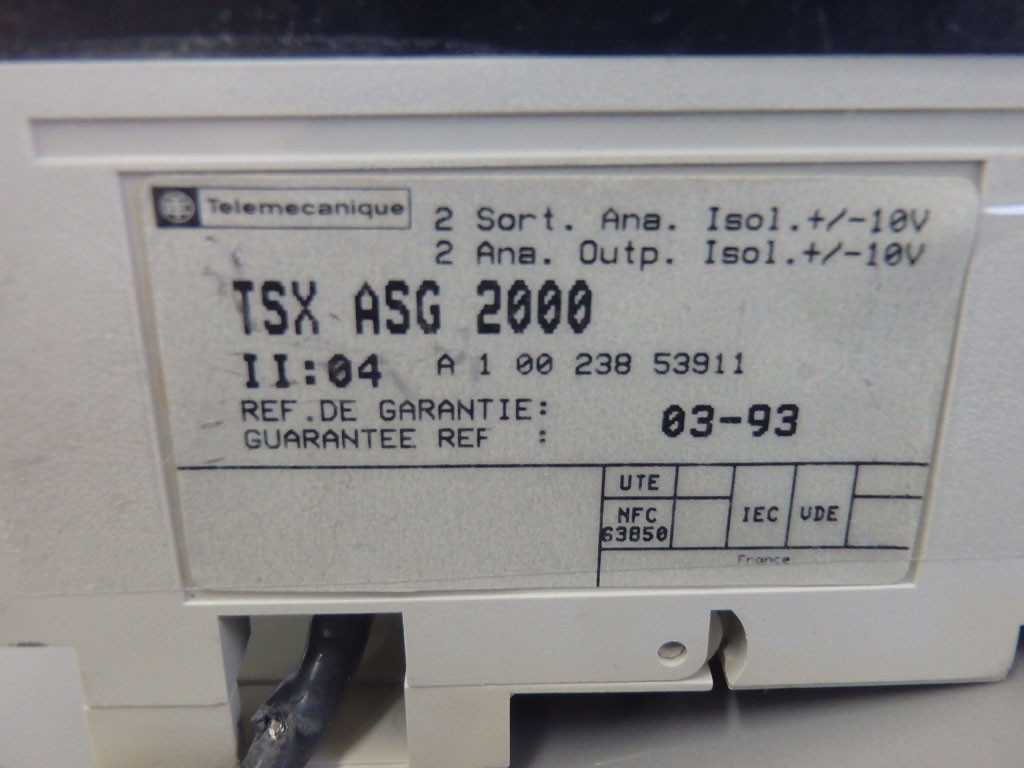 Telemecanique
2 Sort. Ana. Isol.+/-10V
2 Ana. Outp. Isol.+/-10V
TSX ASG 2000
II:04 A 1 00 238 53911
REF.DE GARANTIE:
GUARANTEE REF :
03-93
UTE
NFC
63850
IEC
VDE
France